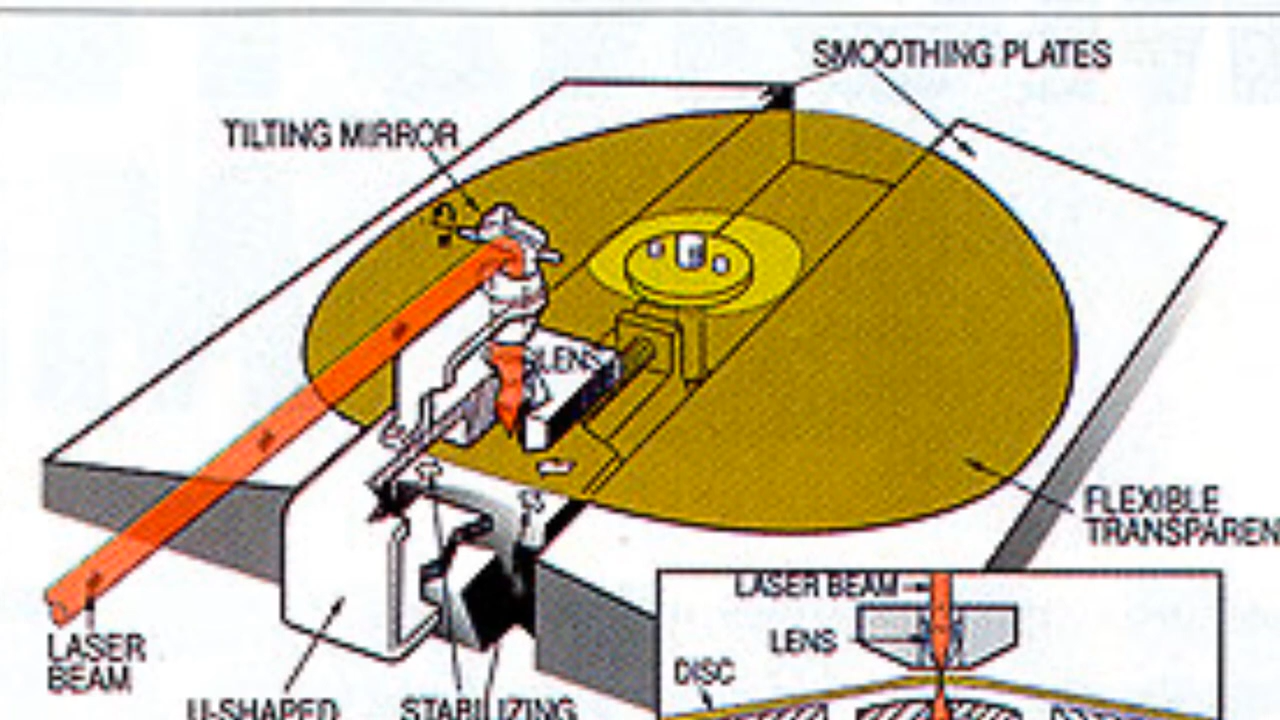 SMOOTHING PLATES
TILTING MIRROR
LENS
FLEXIBLE
TRANSPAREN
LASER BEAM
LENS
DISC
LASER
BEAM
U-SHAPED
STABILIZING